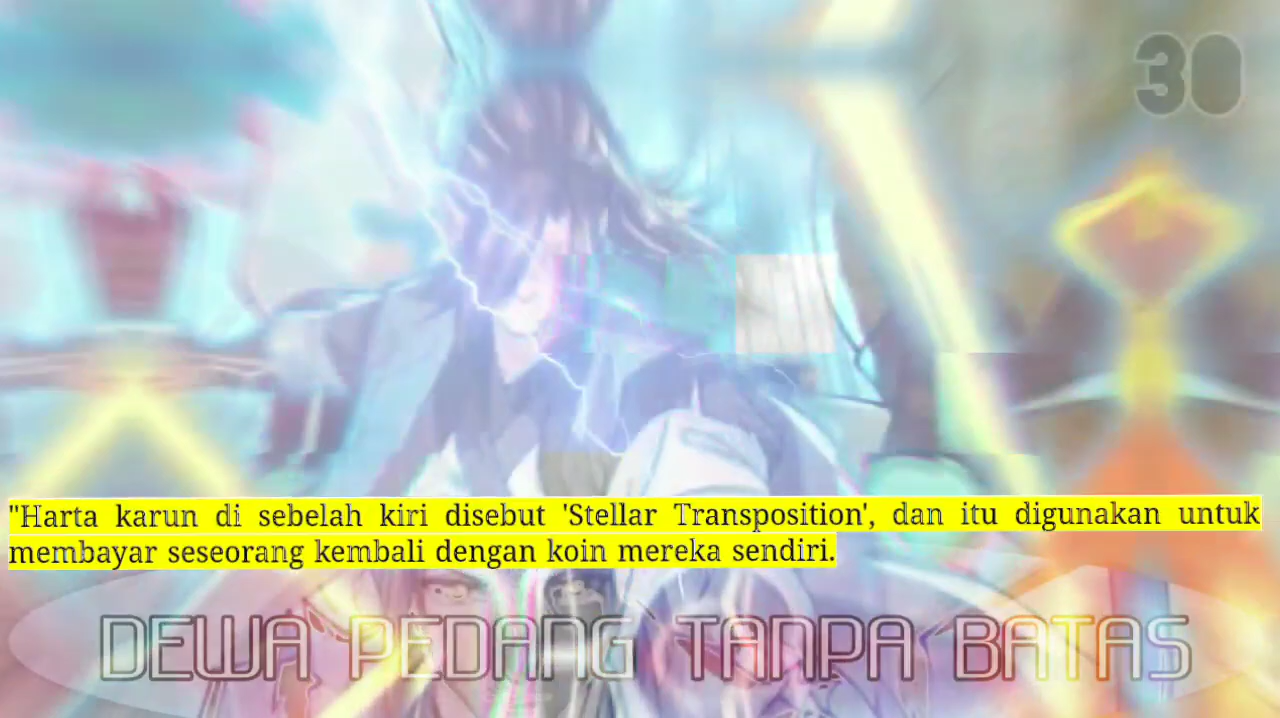 30
"Harta karun di sebelah kiri disebut 'Stellar Transposition', dan itu digunakan untuk
membayar seseorang kembali dengan koin mereka sendiri.
DEWA PEDANG TANPA BATAS